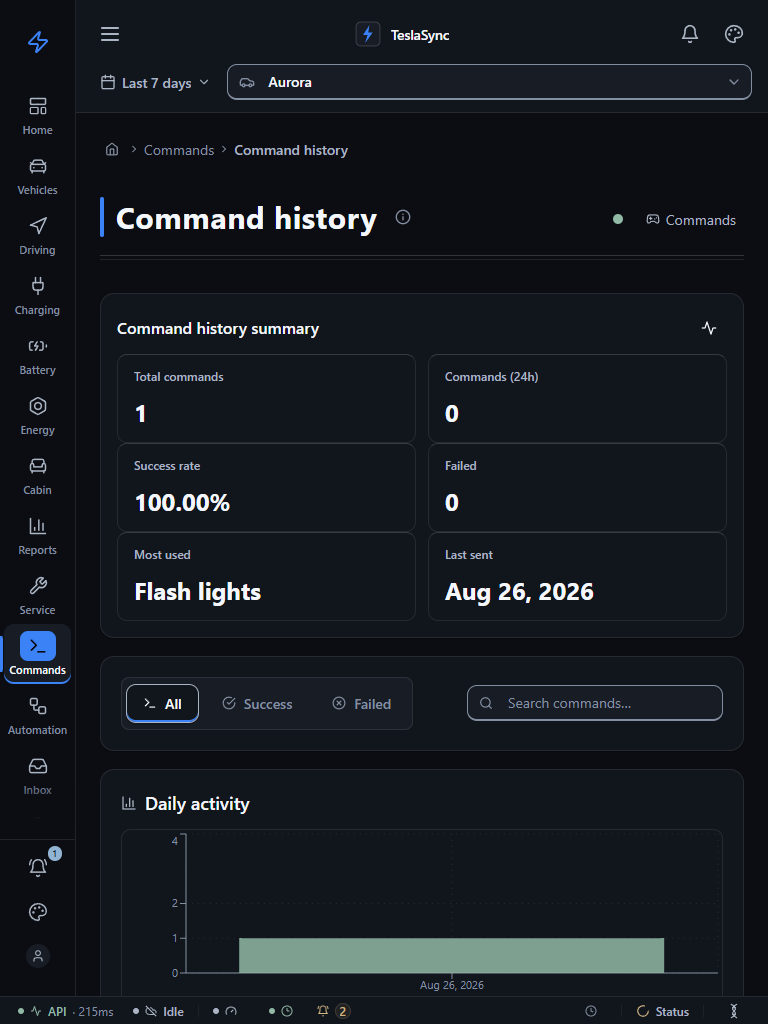 TeslaSync
Last 7 days
Aurora
Home
Vehicles
Driving
Charging
Battery
Energy
Cabin
Reports
Service
Commands
Automation
Inbox
1
Commands > Command history
Command history
Commands
Command history summary
Total commands
1
Commands (24h)
0
Success rate
100.00%
Failed
0
Most used
Flash lights
Last sent
Aug 26, 2026
All
Success
Failed
Search commands...
Daily activity
4
2
1
0
Aug 26, 2026
API · 215ms
Idle
2
Status